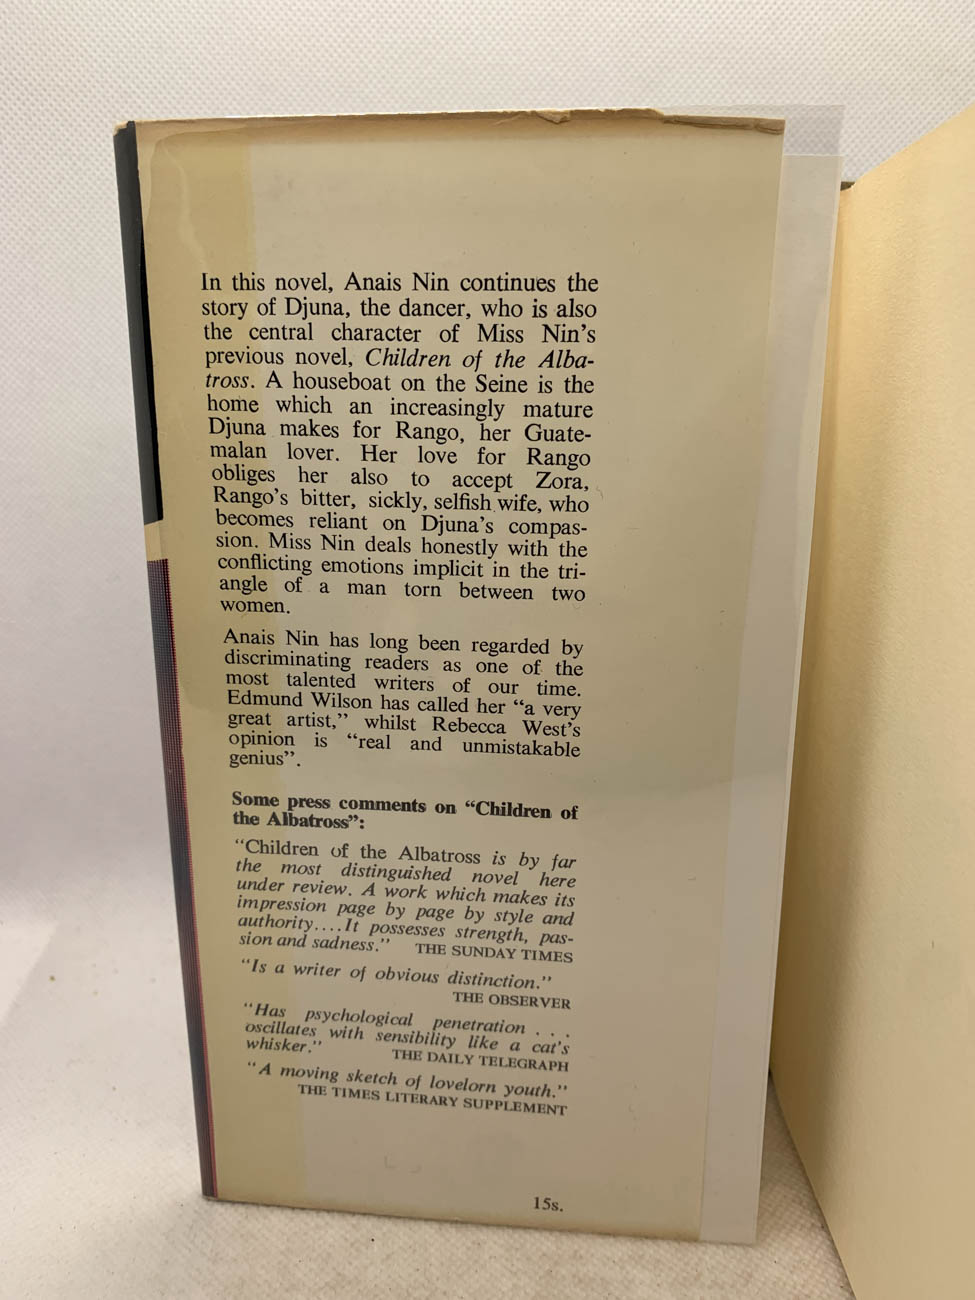 In this novel, Anais Nin continues the
story of Djuna, the dancer, who is also
the central character of Miss Nin's
previous novel, Children of the Alba-
tross. A houseboat on the Seine is the
home which an increasingly mature
Djuna makes for Rango, her Guate-
malan lover. Her love for Rango
obliges her also to accept Zora,
Rango's bitter, sickly, selfish wife, who
becomes reliant on Djuna's compas-
sion. Miss Nin deals honestly with the
conflicting emotions implicit in the tri-
angle of a man torn between two
women.
Anais Nin has long been regarded by
discriminating readers as one of the
most talented writers of our time.
Edmund Wilson has called her “a very
great artist,” whilst Rebecca West's
opinion is “real and unmistakable
genius”.
Some press comments on “Children of
the Albatross”:
“Children of the Albatross is by far
the most distinguished novel here
under review. A work which makes its
impression page by page by style and
authority....It possesses strength, pas-
sion and sadness.” THE SUNDAY TIMES
“Is a writer of obvious distinction.”
THE OBSERVER
“Has psychological penetration . . .
oscillates with sensibility like a cat's
whisker.” THE DAILY TELEGRAPH
“A moving sketch of lovelorn youth.”
THE TIMES LITERARY SUPPLEMENT
15s.